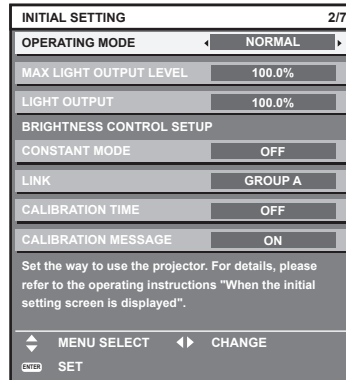 INITIAL SETTING 2/7
OPERATING MODE NORMAL
MAX LIGHT OUTPUT LEVEL 100.0%
LIGHT OUTPUT 100.0%
BRIGHTNESS CONTROL SETUP
CONSTANT MODE OFF
LINK GROUP A
CALIBRATION TIME OFF
CALIBRATION MESSAGE ON
Set the way to use the projector. For details, please
refer to the operating instructions "When the initial
setting screen is displayed".
MENU SELECT CHANGE
ENTER SET